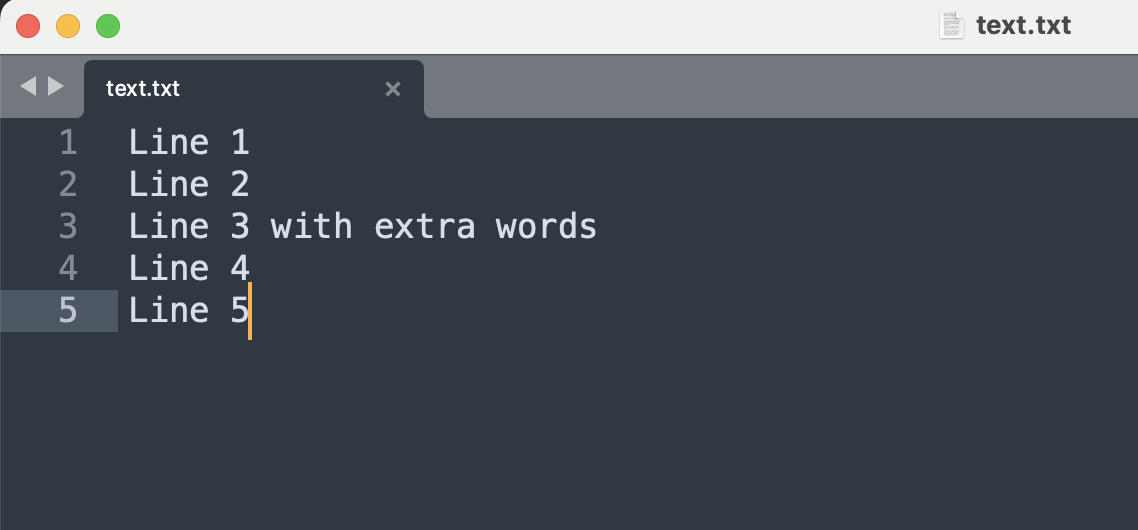 text.txt
text.txt
1 Line 1
2 Line 2
3 Line 3 with extra words
4 Line 4
5 Line 5